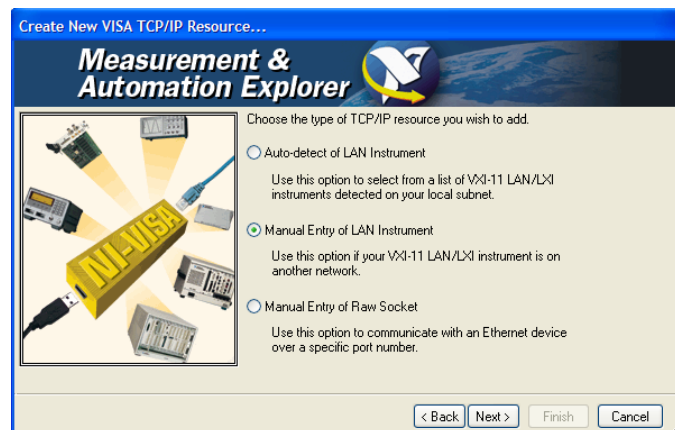 Create New VISA TCP/IP Resource...
Measurement &
Automation Explorer
Choose the type of TCP/IP resource you wish to add.
Auto-detect of LAN Instrument
Use this option to select from a list of VXI-11 LAN/LXI
instruments detected on your local subnet.
Manual Entry of LAN Instrument
Use this option if your VXI-11 LAN/LXI instrument is on
another network.
Manual Entry of Raw Socket
Use this option to communicate with an Ethernet device
over a specific port number.
NI-VISA
< Back
Next >
Finish
Cancel